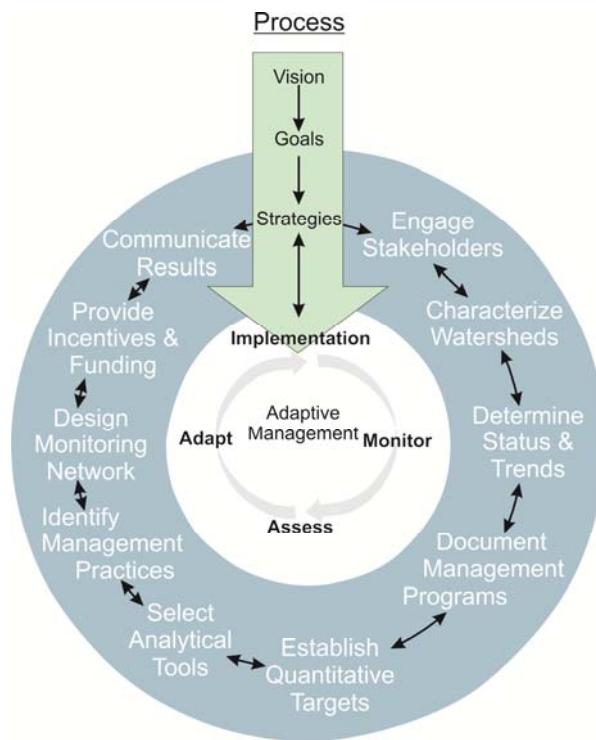 Process
Vision
Goals
Strategies
Implementation
Engage
Stakeholders
Characterize
Watersheds
Determine
Status &
Trends
Document
Management
Programs
Establish
Quantitative
Targets
Select
Analytical
Tools
Identify
Management
Practices
Design
Monitoring
Network
Provide
Incentives &
Funding
Communicate
Results
Adaptive
Management
Monitor
Assess
Adapt